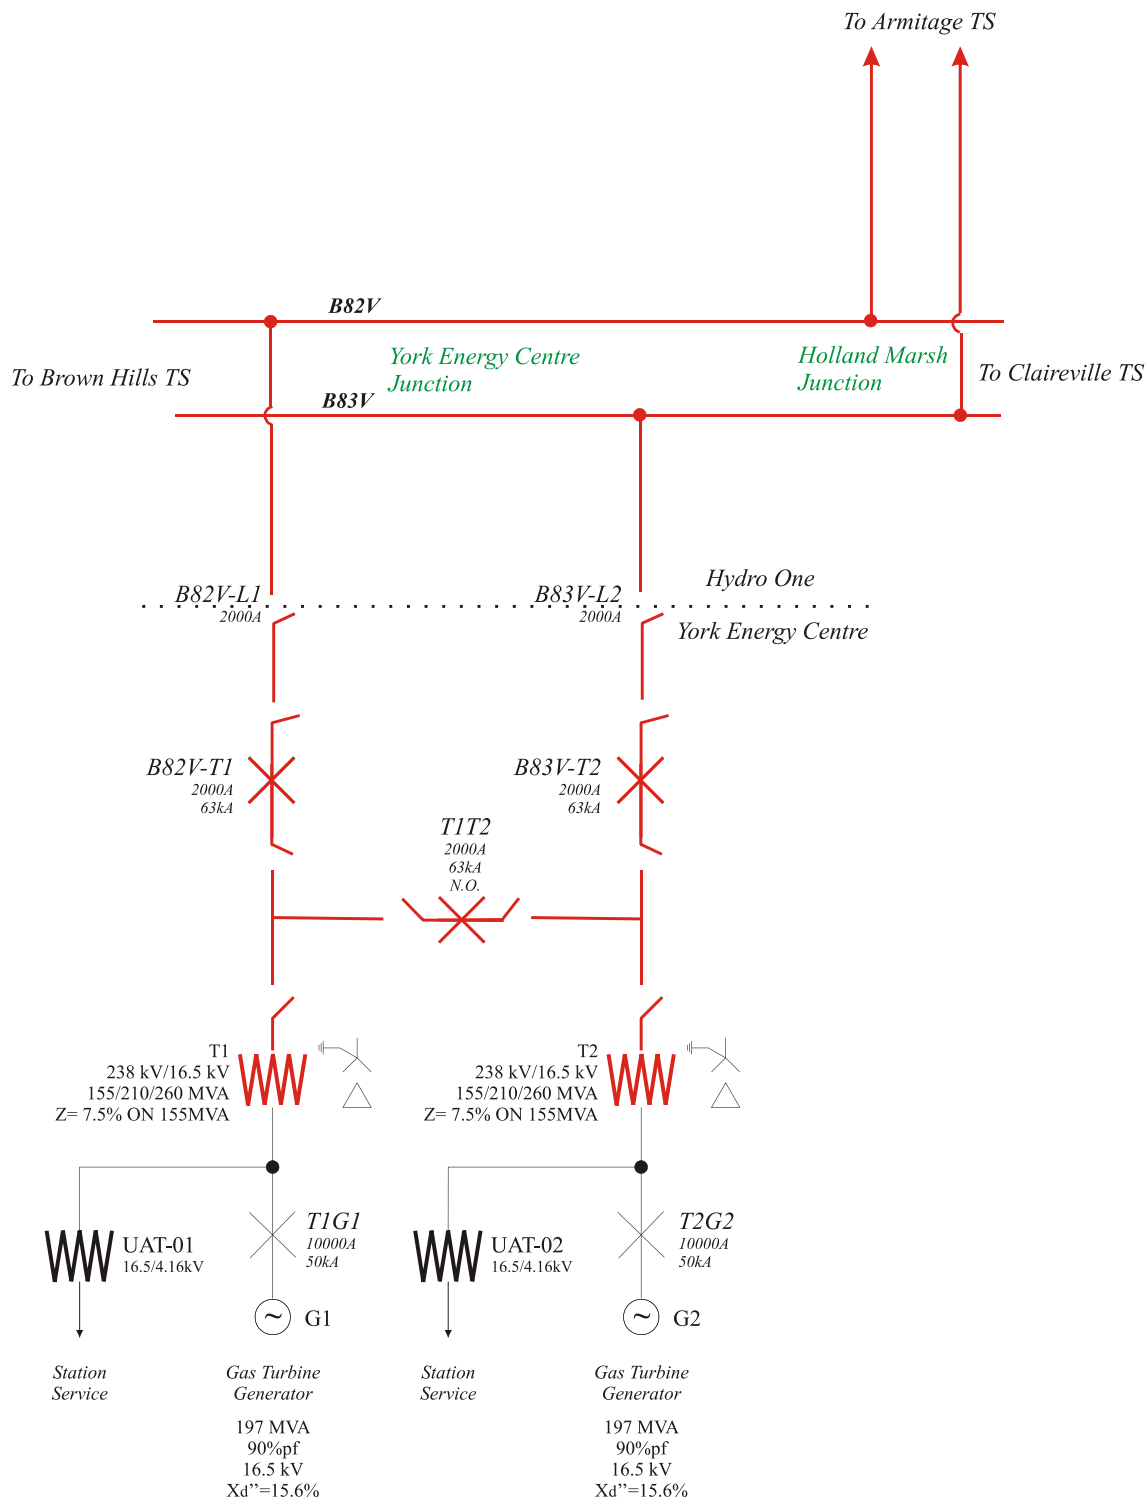 To Armitage TS
B82V
York Energy Centre
Junction
Holland Marsh
Junction
To Brown Hills TS
To Claireville TS
B83V
Hydro One
B82V-L1
2000A
B83V-L2
2000A
York Energy Centre
B82V-T1
2000A
63kA
B83V-T2
2000A
63kA
T1T2
2000A
63kA
N.O.
T1
238 kV/16.5 kV
155/210/260 MVA
Z= 7.5% ON 155MVA
T2
238 kV/16.5 kV
155/210/260 MVA
Z= 7.5% ON 155MVA
UAT-01
16.5/4.16kV
T1G1
10000A
50kA
UAT-02
16.5/4.16kV
T2G2
10000A
50kA
~ G1
~ G2
Station
Service
Gas Turbine
Generator
197 MVA
90%pf
16.5 kV
Xd’’=15.6%
Station
Service
Gas Turbine
Generator
197 MVA
90%pf
16.5 kV
Xd’’=15.6%